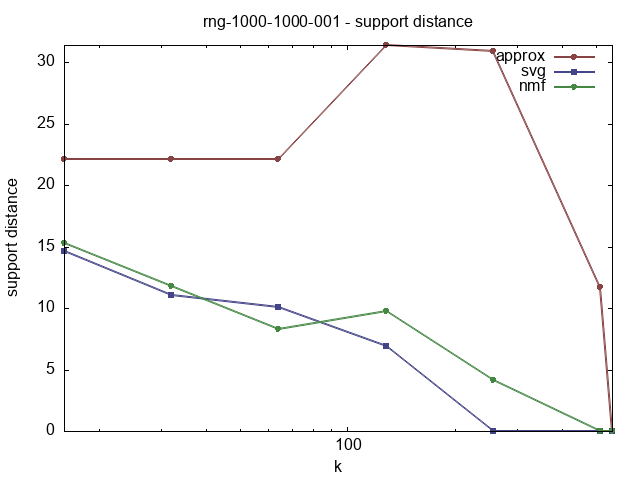 rng-1000-1000-001 - support distance
approx
svg
nmf
30
25
20
15
10
5
0
support distance
100
k